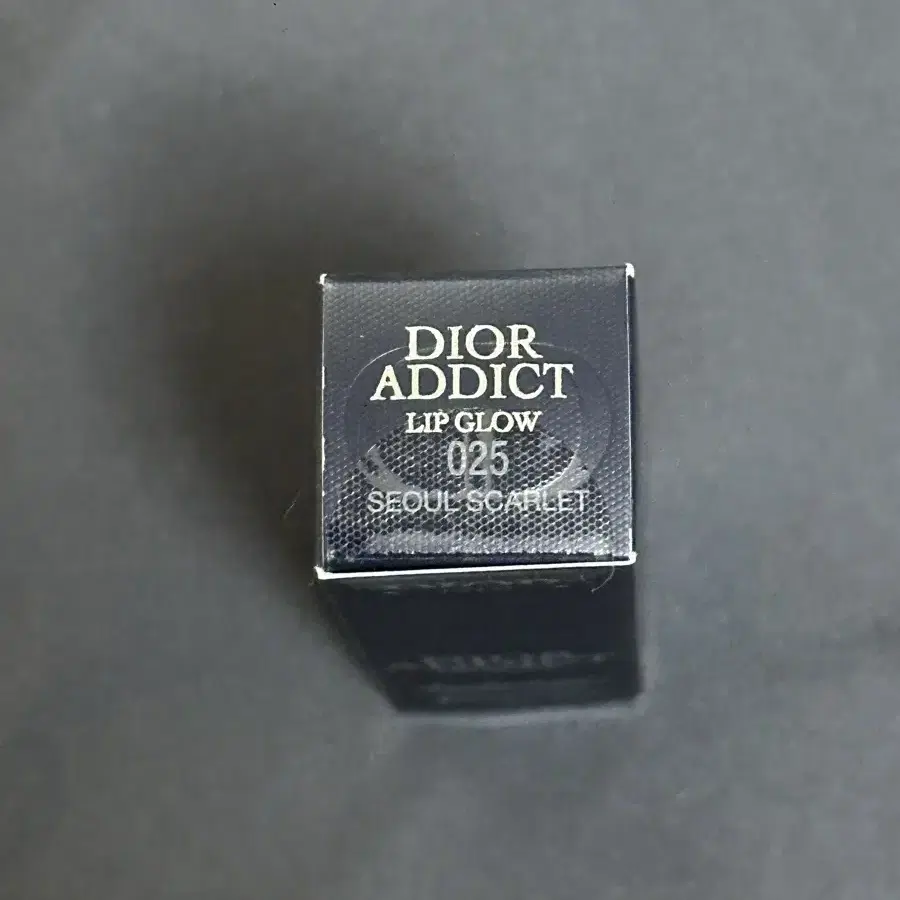 DIOR
ADDICT
LIP GLOW
025
SEOUL SCARLET